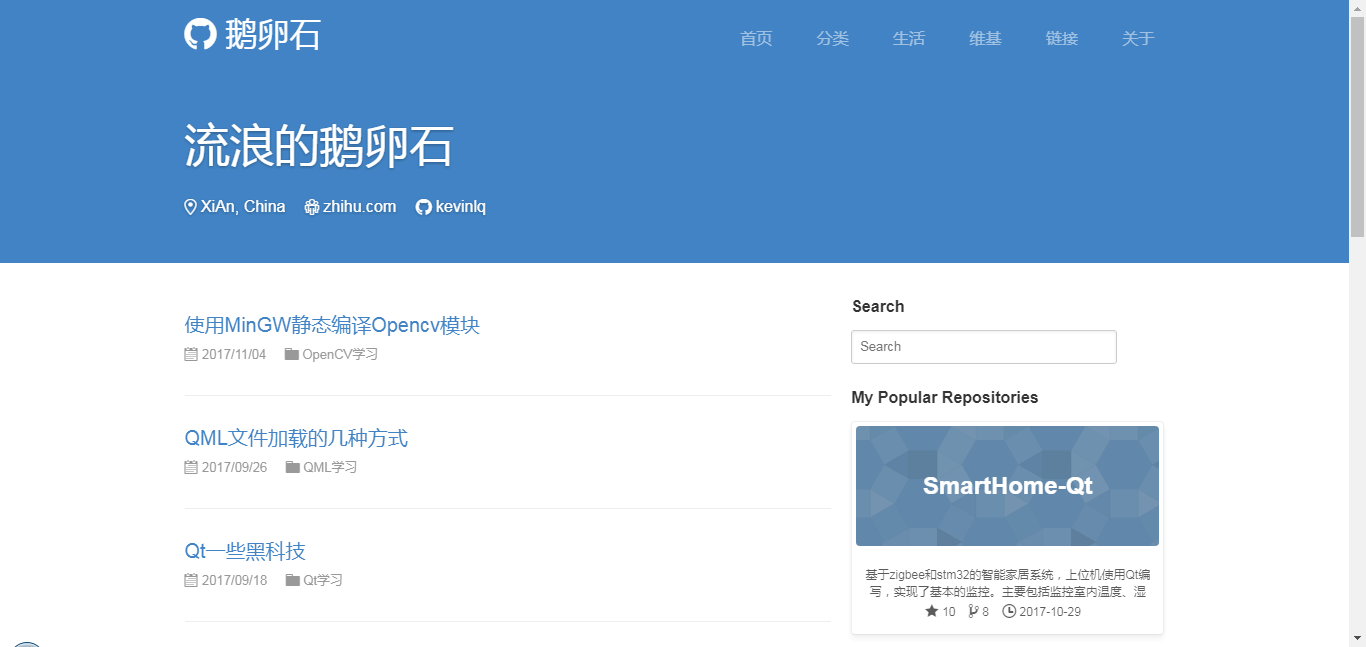 鹅卵石
首页 分类 生活 维基 链接 关于
流浪的鹅卵石
XiAn, China zhihu.com kevinlq
使用MinGW静态编译Opencv模块
2017/11/04 OpenCV学习
QML文件加载的几种方式
2017/09/26 QML学习
Qt一些黑科技
2017/09/18 Qt学习
Search
Search
My Popular Repositories
SmartHome-Qt
基于zigbee和stm32的智能家居系统，上位机使用Qt编
写，实现了基本的监控。主要包括监控室内温度、湿
10 8 2017-10-29